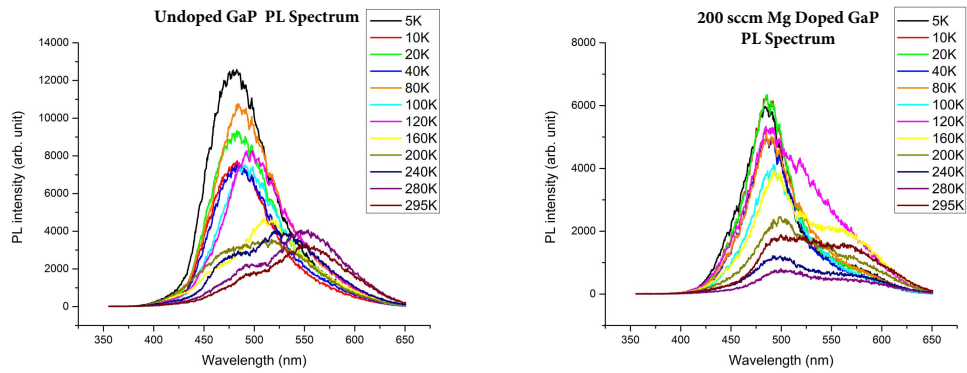 Undoped GaP PL Spectrum
PL intensity (arb. unit)
14000
12000
10000
8000
6000
4000
2000
0
350
400
450
500
550
600
650
Wavelength (nm)
5K
10K
20K
40K
80K
100K
120K
160K
200K
240K
280K
295K
200 sccm Mg Doped GaP
PL Spectrum
PL intensity (arb. unit)
8000
6000
4000
2000
0
350
400
450
500
550
600
650
Wavelength (nm)
5K
10K
20K
40K
80K
100K
120K
160K
200K
240K
280K
295K